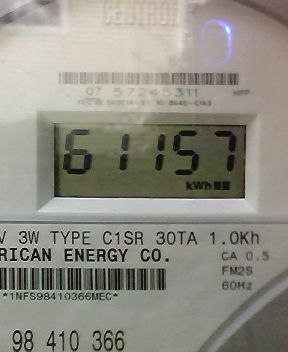 CENTRON
07 57245311
61157
kWh
V 3W TYPE C1SR 30TA 1.0Kh
RICAN ENERGY CO.
CA 0.5
FM2S
60Hz
*1NFS98410366MEC*
98 410 366